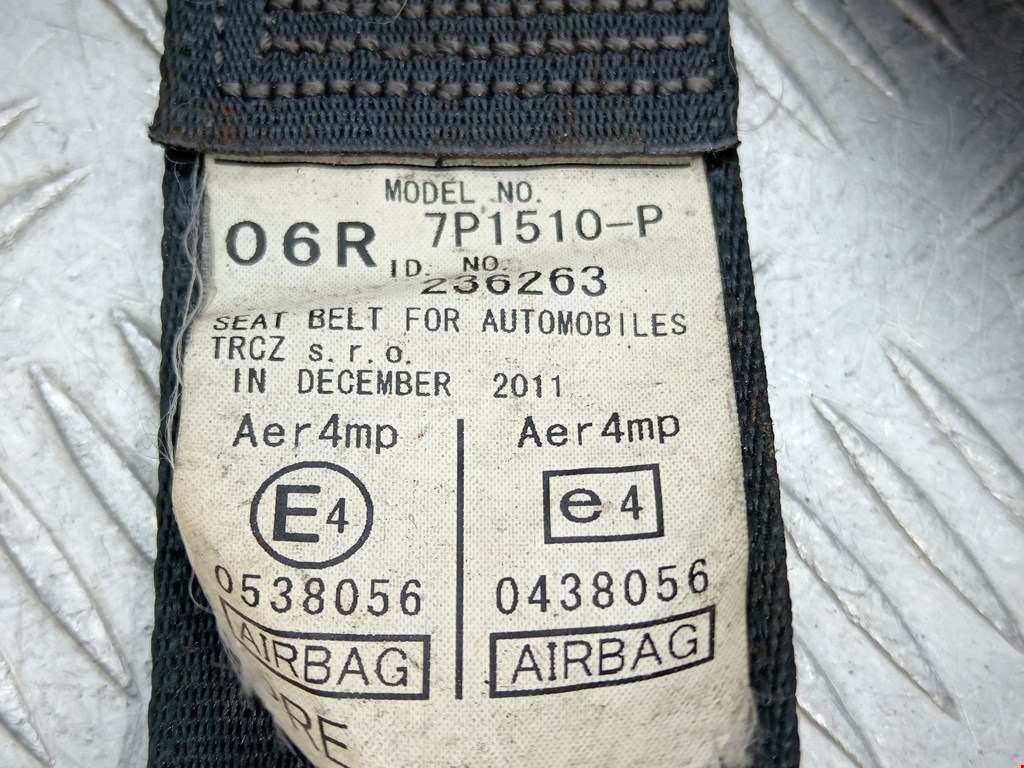 MODEL NO.
06R 7P1510-P
ID. NO.
236263
SEAT BELT FOR AUTOMOBILES
TRCZ s.r.o.
IN DECEMBER 2011
Aer4mp Aer4mp
E4 e4
0538056 0438056
AIRBAG AIRBAG
PRE